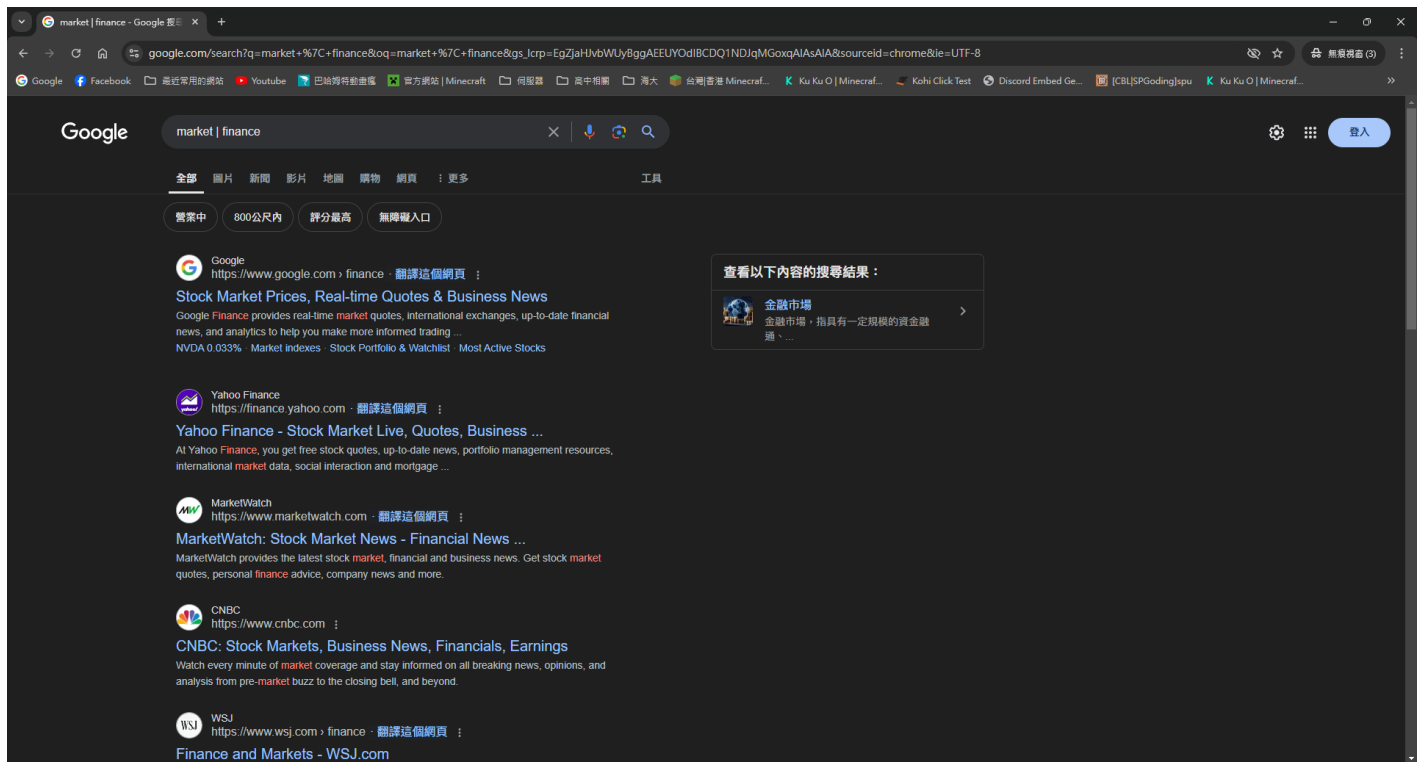 market | finance - Google 搜尋
google.com/search?q=market+%7C+finance&oq=market+%7C+finance&gs_lcrp=EgZjaHJvbWUyBggAEEUYOdIBCDQ1NDJqMGoxqAIAsAIA&sourceid=chrome&ie=UTF-8
無痕視窗 (3)
Google Facebook 最近常用的網站 Youtube 巴哈姆特動畫瘋 官方網站 | Minecraft 伺服器 高中相關 海大 台灣|香港 Minecraf... Ku Ku O | Minecraf... Kohi Click Test Discord Embed Ge... [CBL|SPGoding]spu Ku Ku O | Minecraf...
Google
market | finance
登入
全部 圖片 新聞 影片 地圖 購物 網頁 更多 工具
營業中 800公尺內 評分最高 無障礙入口
Google
https://www.google.com › finance · 翻譯這個網頁
Stock Market Prices, Real-time Quotes & Business News
Google Finance provides real-time market quotes, international exchanges, up-to-date financial
news, and analytics to help you make more informed trading ...
NVDA 0.033% · Market indexes · Stock Portfolio & Watchlist · Most Active Stocks
查看以下內容的搜尋結果：
金融市場
金融市場，指具有一定規模的資金融
通、...
Yahoo Finance
https://finance.yahoo.com · 翻譯這個網頁
Yahoo Finance - Stock Market Live, Quotes, Business ...
At Yahoo Finance, you get free stock quotes, up-to-date news, portfolio management resources,
international market data, social interaction and mortgage ...
MarketWatch
https://www.marketwatch.com · 翻譯這個網頁
MarketWatch: Stock Market News - Financial News ...
MarketWatch provides the latest stock market, financial and business news. Get stock market
quotes, personal finance advice, company news and more.
CNBC
https://www.cnbc.com
CNBC: Stock Markets, Business News, Financials, Earnings
Watch every minute of market coverage and stay informed on all breaking news, opinions, and
analysis from pre-market buzz to the closing bell, and beyond.
WSJ
WSJ
https://www.wsj.com › finance · 翻譯這個網頁
Finance and Markets - WSJ.com